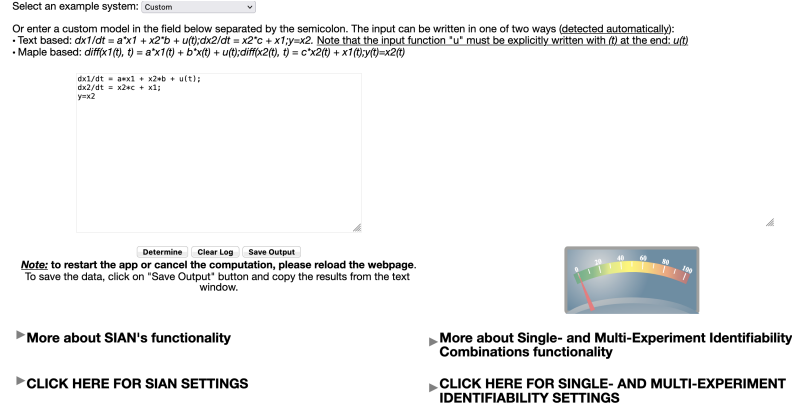 Select an example system: Custom
Or enter a custom model in the field below separated by the semicolon. The input can be written in one of two ways (detected automatically):
• Text based: dx1/dt = a*x1 + x2*b + u(t);dx2/dt = x2*c + x1;y=x2. Note that the input function "u" must be explicitly written with (t) at the end: u(t)
• Maple based: diff(x1(t), t) = a*x1(t) + b*x(t) + u(t);diff(x2(t), t) = c*x2(t) + x1(t);y(t)=x2(t)
dx1/dt = a*x1 + x2*b + u(t);
dx2/dt = x2*c + x1;
y=x2
Determine Clear Log Save Output
Note: to restart the app or cancel the computation, please reload the webpage.
To save the data, click on "Save Output" button and copy the results from the text
window.
0 20 40 60 80 100
More about SIAN's functionality
More about Single- and Multi-Experiment Identifiability
Combinations functionality
CLICK HERE FOR SIAN SETTINGS
CLICK HERE FOR SINGLE- AND MULTI-EXPERIMENT
IDENTIFIABILITY SETTINGS